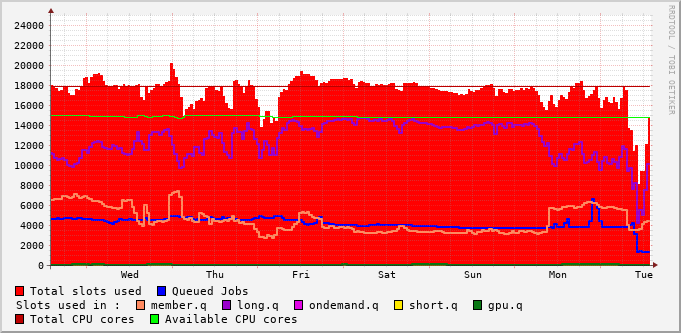 24000
22000
20000
18000
16000
14000
12000
10000
8000
6000
4000
2000
0
Wed Thu Fri Sat Sun Mon Tue
Total slots used Queued Jobs
Slots used in : member.q long.q ondemand.q short.q gpu.q
Total CPU cores Available CPU cores
RRDTOOL / TOBI OETIKER